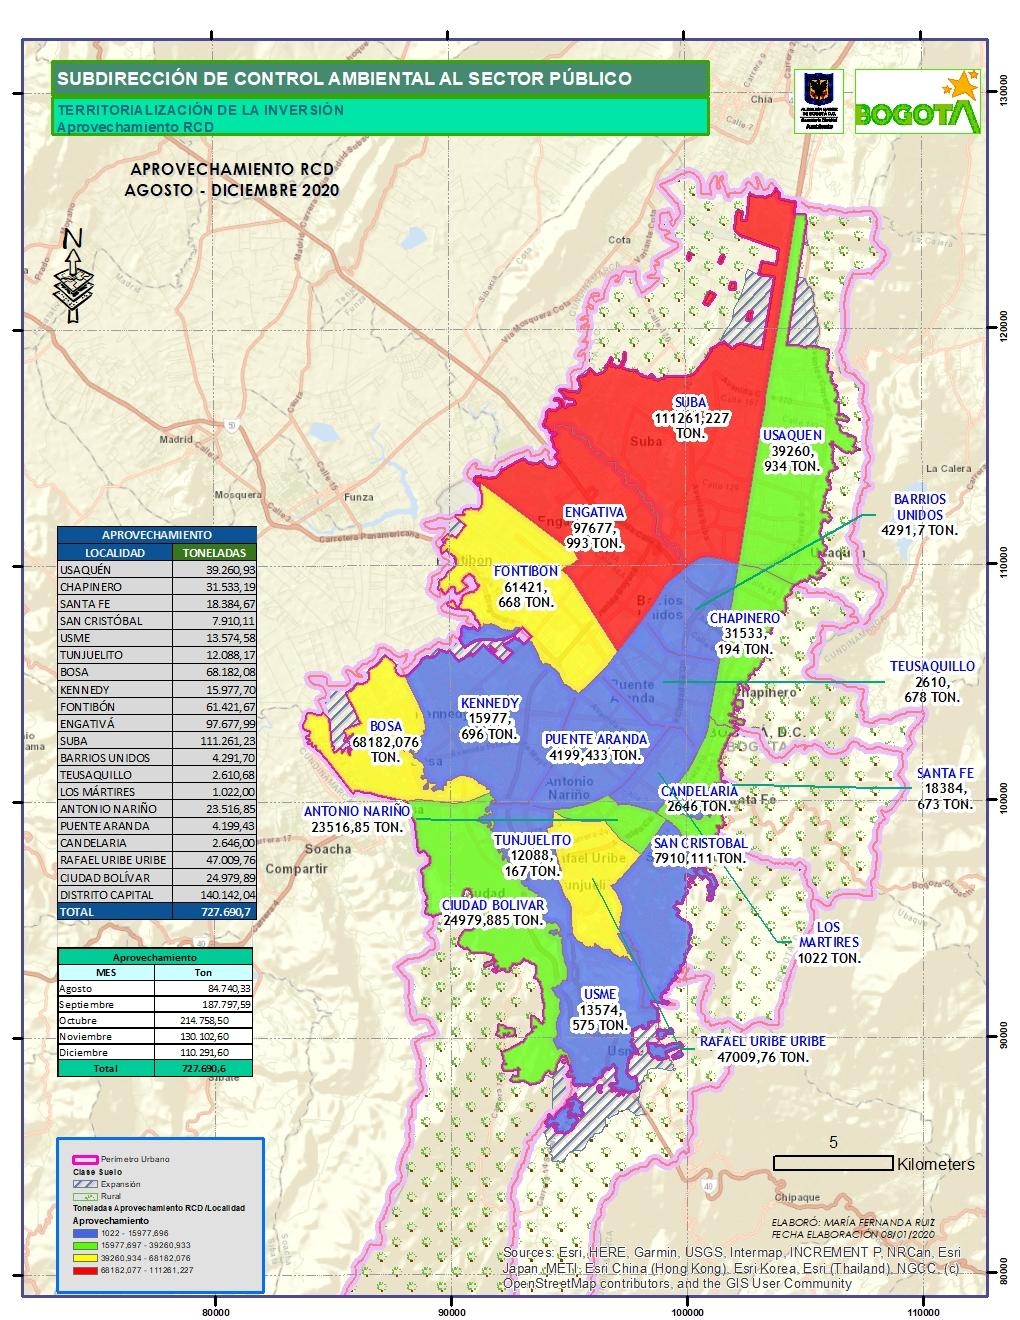 SUBDIRECCIÓN DE CONTROL AMBIENTAL AL SECTOR PÚBLICO
TERRITORIALIZACIÓN DE LA INVERSIÓN
Aprovechamiento RCD
BOGOTÁ
APROVECHAMIENTO RCD
AGOSTO - DICIEMBRE 2020
N
130000
120000
110000
100000
90000
80000
Chia
Cota
Madrid
Mosquera
Funza
Carretera Panamericana
La Calera
Suba
SUBA
111261,227
TON.
USAQUEN
39260,
934 TON.
BARRIOS
UNIDOS
4291,7 TON.
ENGATIVA
97677,
993 TON.
FONTIBON
61421,
668 TON.
CHAPINERO
31533,
194 TON.
TEUSAQUILLO
2610,
678 TON.
Chapinero
KENNEDY
15977,
696 TON.
BOSA
68182,076
TON.
PUENTE ARANDA
4199,433 TON.
Antonio
Nariño
CANDELARIA
2646 TON.
SANTA FE
18384,
673 TON.
ANTONIO NARIÑO
23516,85 TON.
TUNJUELITO
12088,
167 TON.
SAN CRISTOBAL
7910,111 TON.
Soacha
Compartir
CIUDAD BOLIVAR
24979,885 TON.
LOS
MARTIRES
1022 TON.
USME
13574,
575 TON.
RAFAEL URIBE URIBE
47009,76 TON.
Chipaque
APROVECHAMIENTO
LOCALIDAD TONELADAS
USAQUÉN 39.260,93
CHAPINERO 31.533,19
SANTA FE 18.384,67
SAN CRISTÓBAL 7.910,11
USME 13.574,58
TUNJUELITO 12.088,17
BOSA 68.182,08
KENNEDY 15.977,70
FONTIBÓN 61.421,67
ENGATIVÁ 97.677,99
SUBA 111.261,23
BARRIOS UNIDOS 4.291,70
TEUSAQUILLO 2.610,68
LOS MÁRTIRES 1.022,00
ANTONIO NARIÑO 23.516,85
PUENTE ARANDA 4.199,43
CANDELARIA 2.646,00
RAFAEL URIBE URIBE 47.009,76
CIUDAD BOLÍVAR 24.979,89
DISTRITO CAPITAL 140.142,04
TOTAL 727.690,7
Aprovechamiento
MES Ton
Agosto 84.740,33
Septiembre 187.797,59
Octubre 214.758,50
Noviembre 130.102,60
Diciembre 110.291,60
Total 727.690,6
Perímetro Urbano
Clase Suelo
Expansión
Rural
Toneladas Aprovechamiento RCD /Localidad
Aprovechamiento
1022 - 15977,696
15977,697 - 39260,933
39260,934 - 68182,076
68182,077 - 111261,227
5
Kilometers
ELABORÓ: MARÍA FERNANDA RUIZ
FECHA ELABORACIÓN 08/01/2020
Sources: Esri, HERE, Garmin, USGS, Intermap, INCREMENT P, NRCan, Esri
Japan, METI, Esri China (Hong Kong), Esri Korea, Esri (Thailand), NGCC, (c)
OpenStreetMap contributors, and the GIS User Community
80000 90000 100000 110000